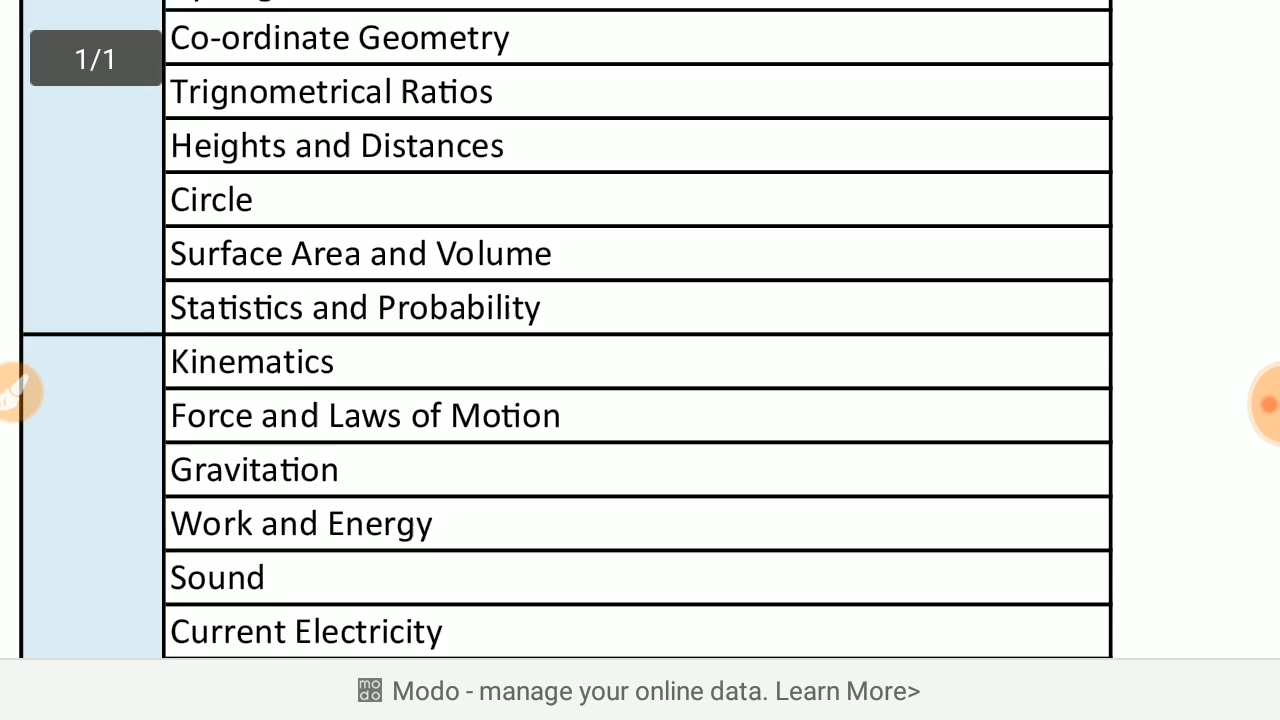 Co-ordinate Geometry
1/1
Trignometrical Ratios
Heights and Distances
Circle
Surface Area and Volume
Statistics and Probability
Kinematics
Force and Laws of Motion
Gravitation
Work and Energy
Sound
Current Electricity
modo Modo - manage your online data. Learn More>